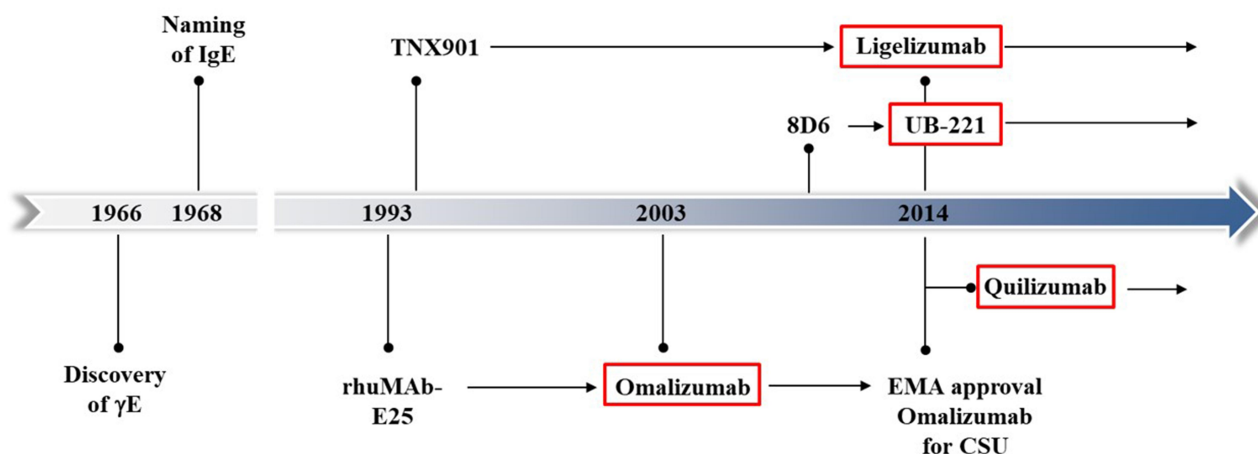 Naming
of IgE
TNX901
Ligelizumab
8D6
UB-221
1966
1968
1993
2003
2014
Quilizumab
Discovery
of γE
rhuMAb-
E25
Omalizumab
EMA approval
Omalizumab
for CSU